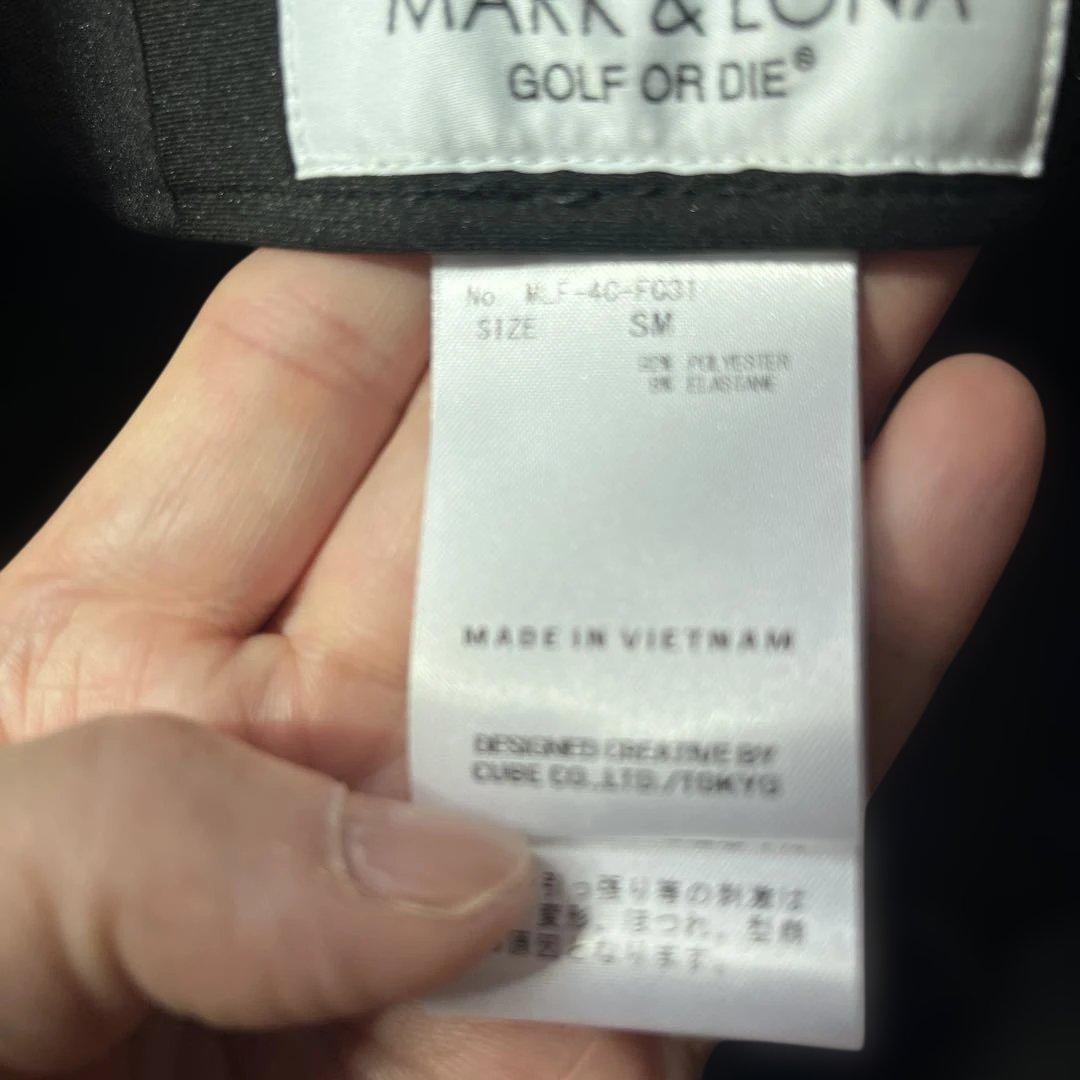 MARK & LONA
GOLF OR DIE®
No MLF-4C-FC31
SIZE SM
POLYESTER
ELASTANE
MADE IN VIETNAM
DESIGNED CREATIVE BY
CUBE CO.,LTD./TOKYO
引っ張り等の刺激は
変形、ほつれ、型崩
原因となります。